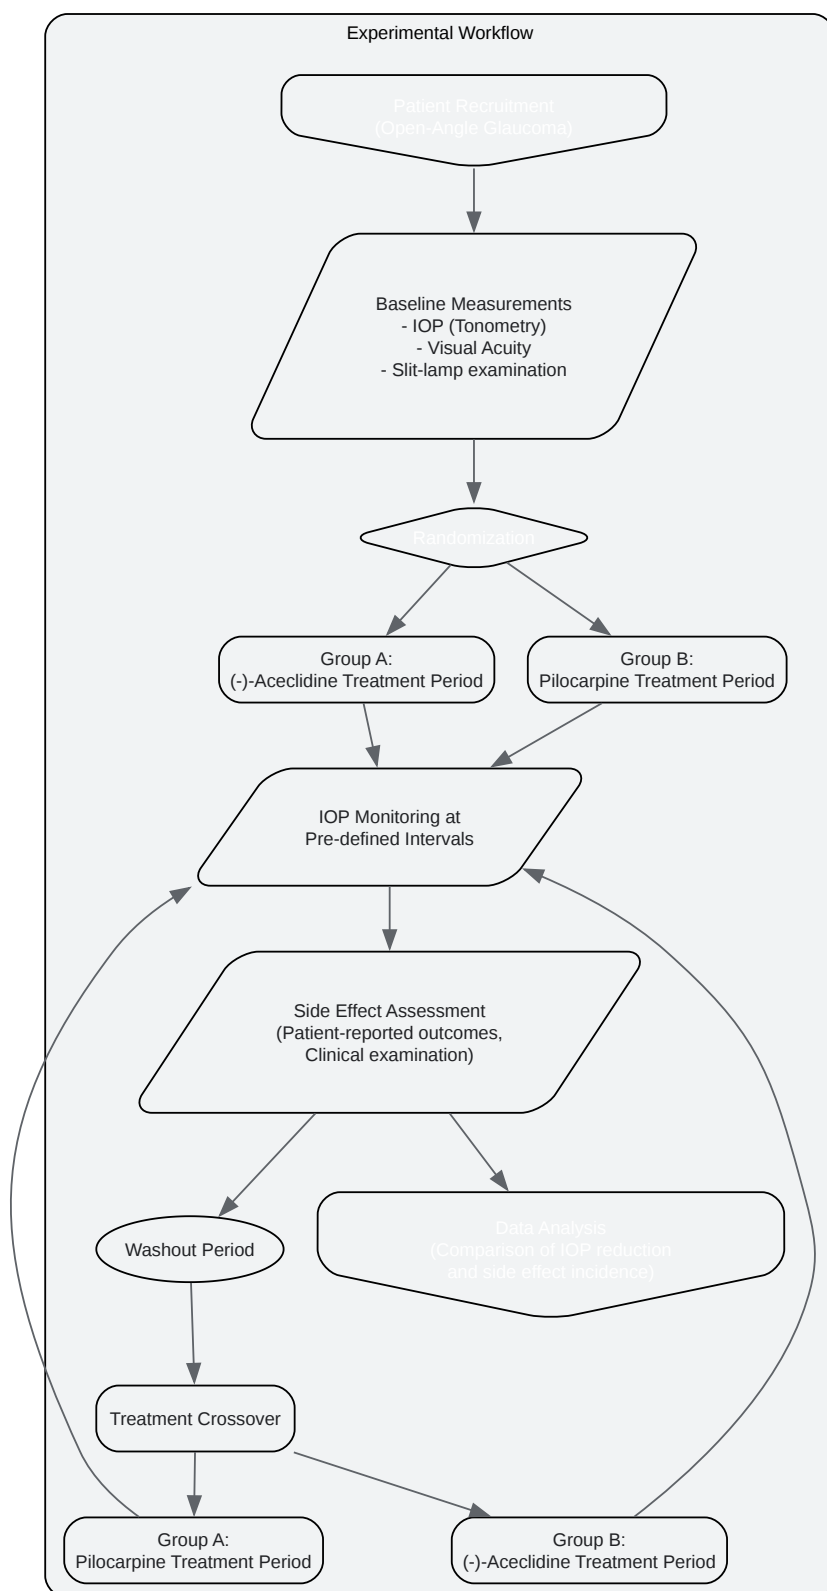 Experimental Workflow
Patient Recruitment
(Open-Angle Glaucoma)
Baseline Measurements
- IOP (Tonometry)
- Visual Acuity
- Slit-lamp examination
Randomization
Group A:
(-)-Aceclidine Treatment Period
Group B:
Pilocarpine Treatment Period
IOP Monitoring at
Pre-defined Intervals
Side Effect Assessment
(Patient-reported outcomes,
Clinical examination)
Washout Period
Data Analysis
(Comparison of IOP reduction
and side effect incidence)
Treatment Crossover
Group A:
Pilocarpine Treatment Period
Group B:
(-)-Aceclidine Treatment Period